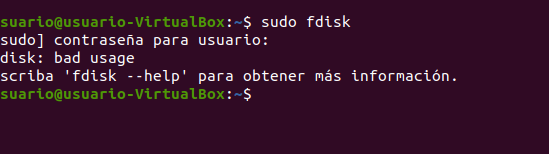 suario@usuario-VirtualBox:~$ sudo fdisk
sudo] contraseña para usuario:
disk: bad usage
scriba 'fdisk --help' para obtener más información.
suario@usuario-VirtualBox:~$